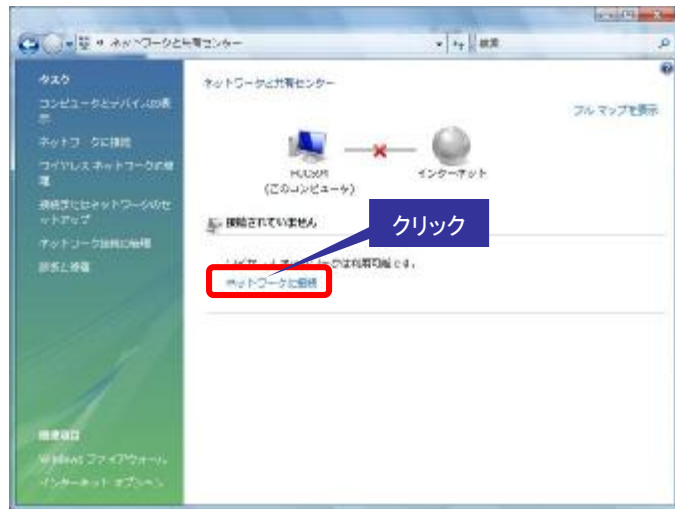 ネットワークと共有センター
検索
タスク
コンピュータとデバイスの表
示
ネットワークに接続
ワイヤレス ネットワークの管
理
接続またはネットワークのセ
ットアップ
ネットワーク接続の管理
診断と修復
ネットワークと共有センター
フル マップを表示
インターネット
(このコンピュータ)
接続されていません
クリック
は利用可能です。
ネットワークに接続
関連項目
Windows ファイアウォール
インターネット オプション